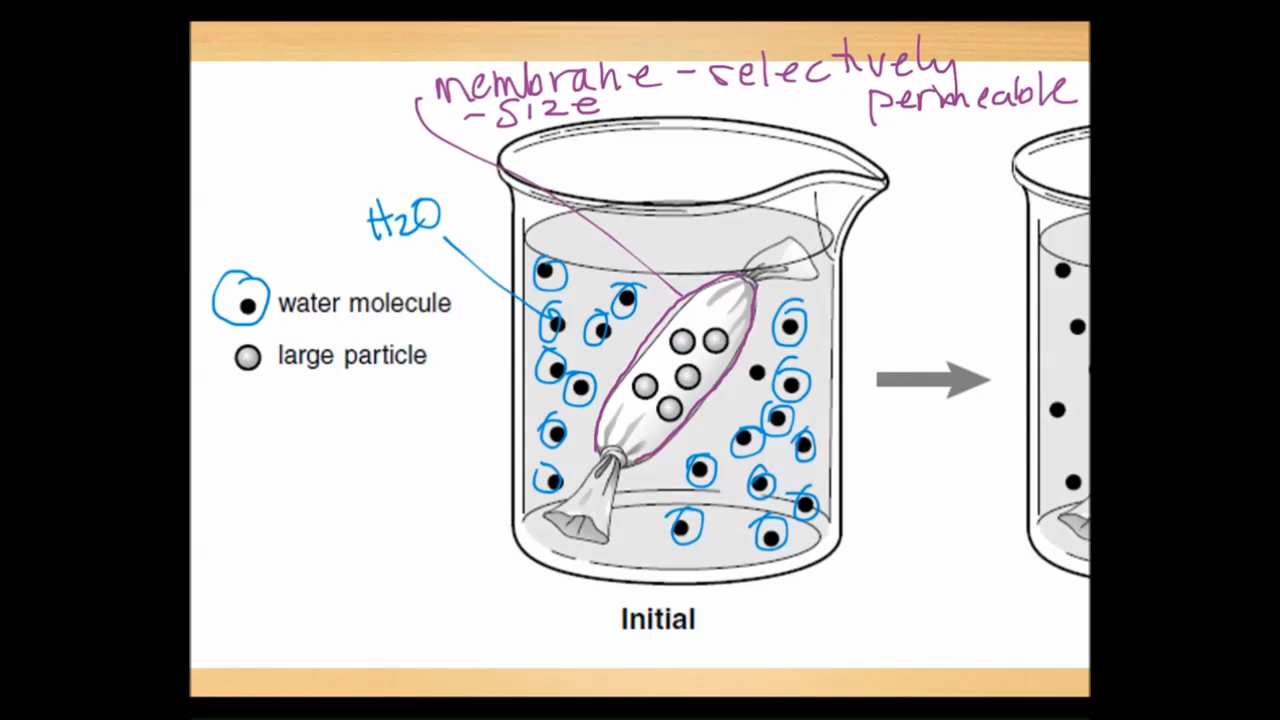 membrane - selectively
permeable
- size
H₂O
water molecule
large particle
Initial